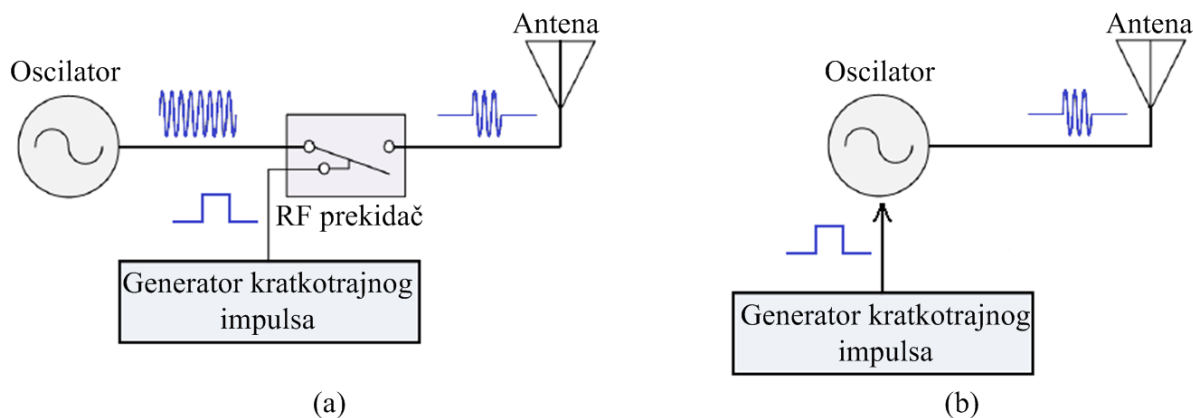 Antena
Oscilator
RF prekidač
Generator kratkotrajnog
impulsa
(a)
Antena
Oscilator
Generator kratkotrajnog
impulsa
(b)